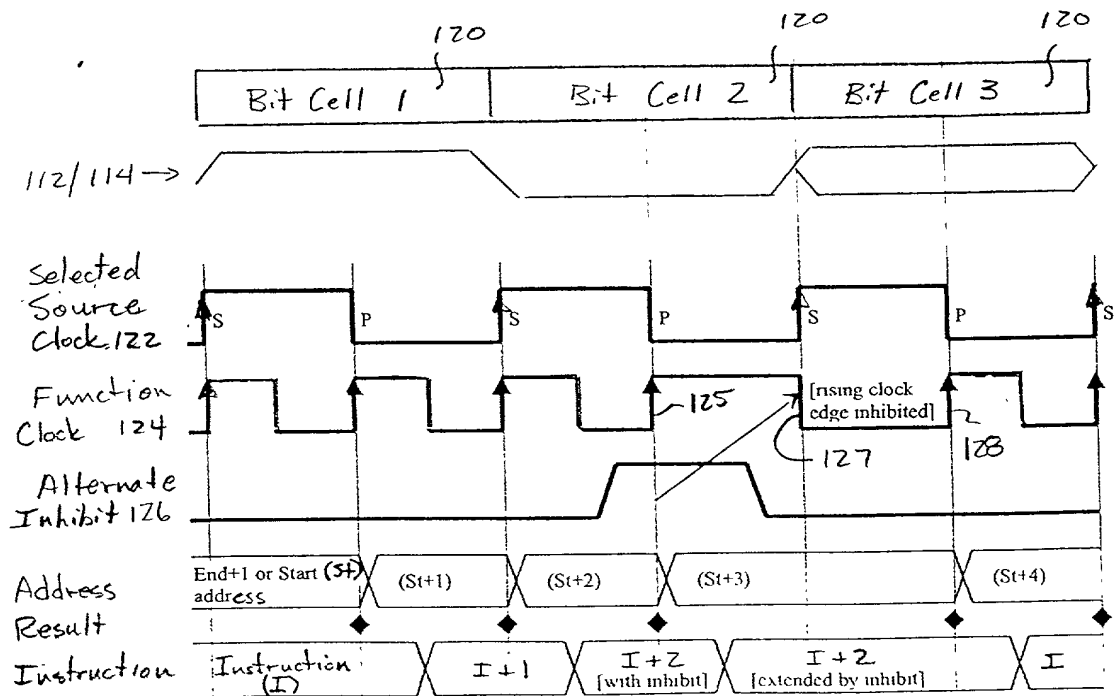 120 120 120
Bit Cell 1 Bit Cell 2 Bit Cell 3
112/114 →
Selected
Source
Clock 122
S P S P S P S
Function
Clock 124
125
[rising clock
edge inhibited]
127
128
Alternate
Inhibit 126
Address
End+1 or Start (St)
address
(St+1) (St+2) (St+3) (St+4)
Result
Instruction
Instruction
(I)
I+1
I+2
[with inhibit]
I+2
[extended by inhibit]
I